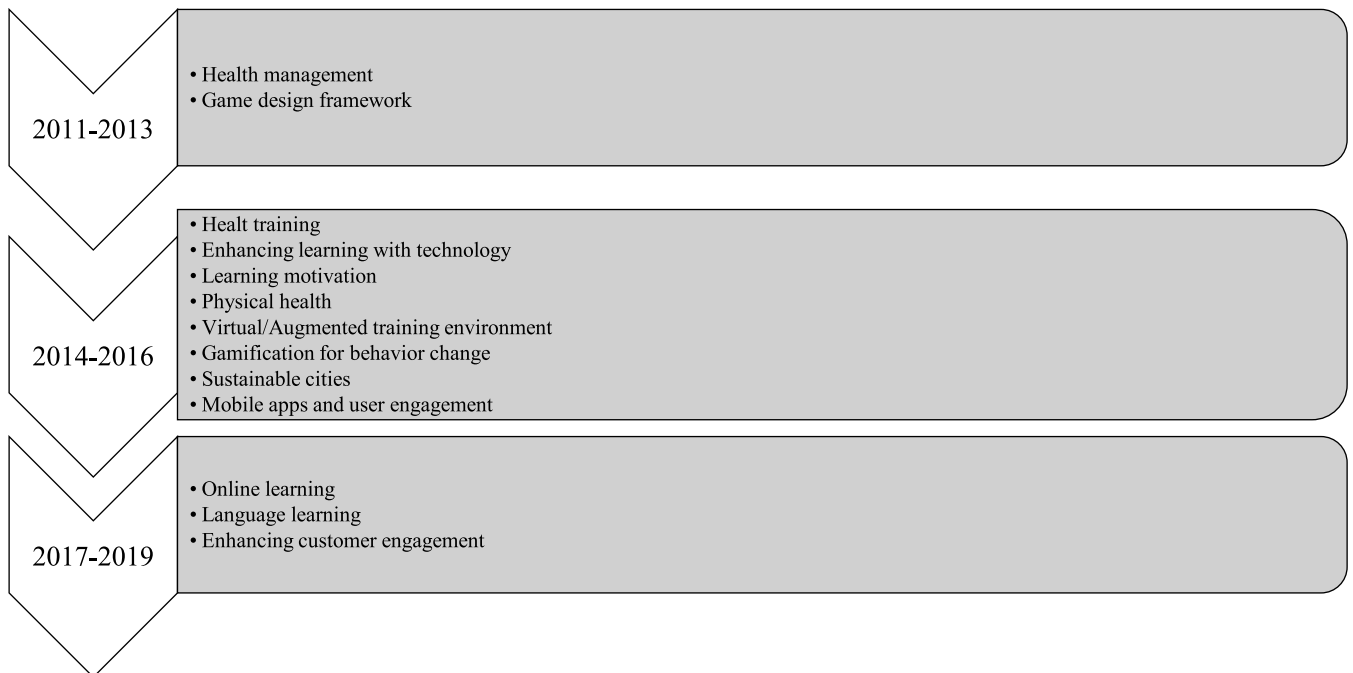 2011-2013
• Health management
• Game design framework
2014-2016
• Healt training
• Enhancing learning with technology
• Learning motivation
• Physical health
• Virtual/Augmented training environment
• Gamification for behavior change
• Sustainable cities
• Mobile apps and user engagement
2017-2019
• Online learning
• Language learning
• Enhancing customer engagement